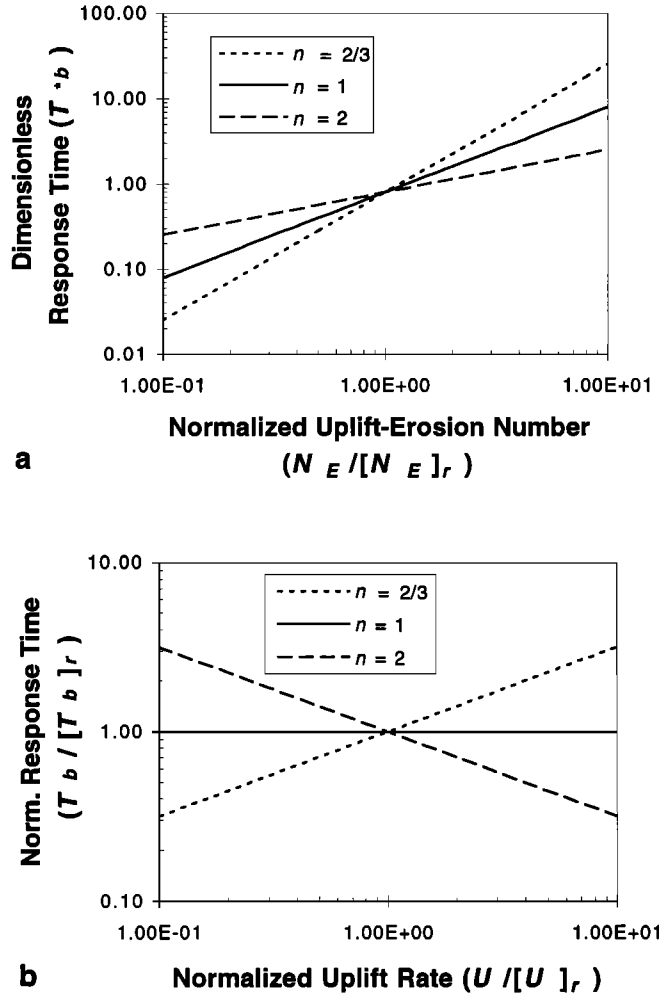 100.00
10.00
1.00
0.10
0.01
Dimensionless
Response Time (T *b)
n = 2/3
n = 1
n = 2
1.00E-01
1.00E+00
1.00E+01
Normalized Uplift-Erosion Number
(N E /[N E ]r )
a
10.00
1.00
0.10
Norm. Response Time
(T b / [T b ]r )
n = 2/3
n = 1
n = 2
1.00E-01
1.00E+00
1.00E+01
Normalized Uplift Rate (U /[U ]r )
b